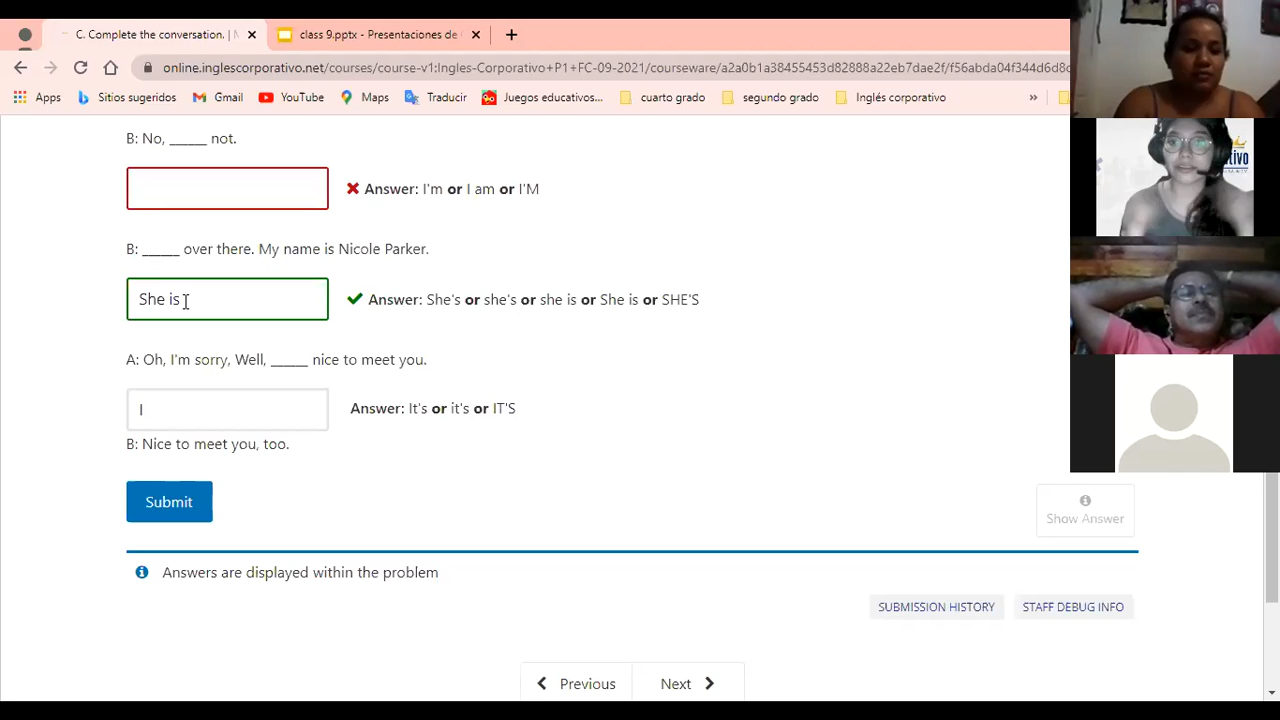 C. Complete the conversation. | M
class 9.pptx - Presentaciones de
online.inglescorporativo.net/courses/course-v1:Ingles-Corporativo+P1+FC-09-2021/courseware/a2a0b1a38455453d82888a22eb7dae2f/f56abda04f344d6d8
Apps
Sitios sugeridos
Gmail
YouTube
Maps
Traducir
Juegos educativos...
cuarto grado
segundo grado
Inglés corporativo
»
B: No, ______ not.
Answer: I'm or I am or I'M
B: ______ over there. My name is Nicole Parker.
She is
Answer: She's or she's or she is or She is or SHE'S
A: Oh, I'm sorry, Well, ______ nice to meet you.
I
Answer: It's or it's or IT'S
B: Nice to meet you, too.
Submit
Show Answer
Answers are displayed within the problem
SUBMISSION HISTORY
STAFF DEBUG INFO
Previous
Next